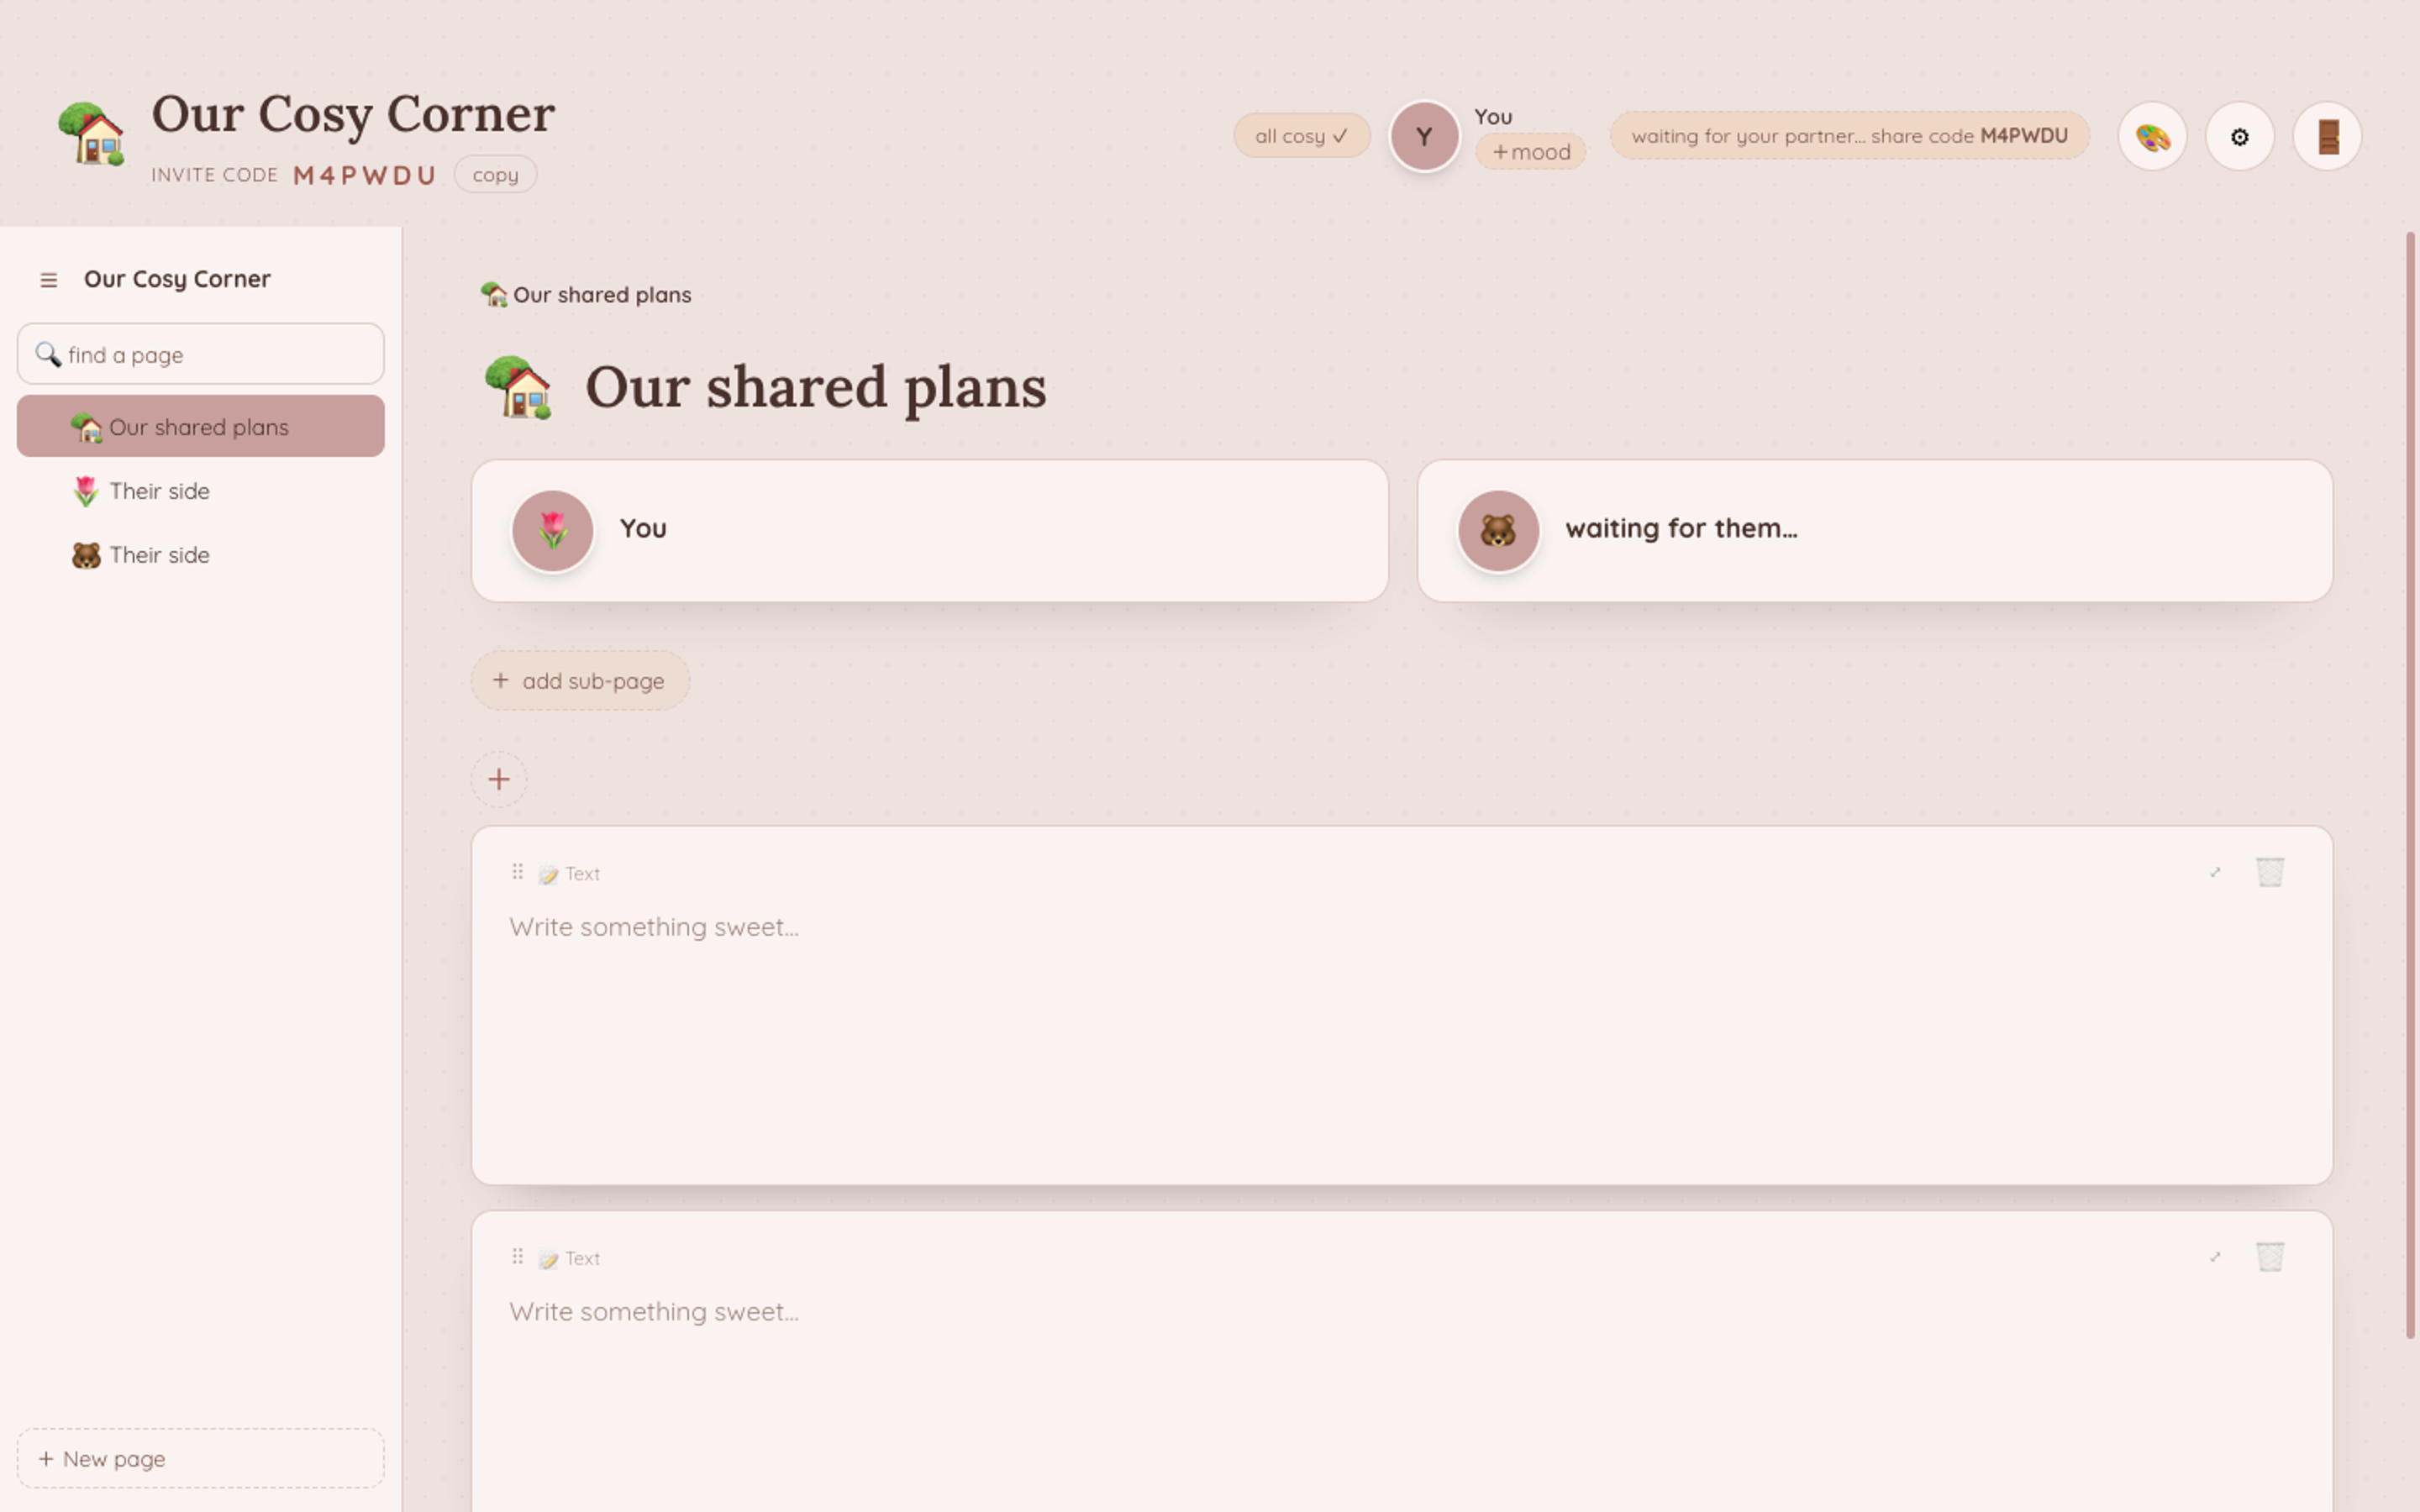 Our Cosy Corner
INVITE CODE M4PWDU copy
all cosy ✓
Y
You
+mood
waiting for your partner... share code M4PWDU
Our Cosy Corner
find a page
Our shared plans
Their side
Their side
+ New page
Our shared plans
Our shared plans
You
waiting for them...
+ add sub-page
+
Text
Write something sweet...
Text
Write something sweet...